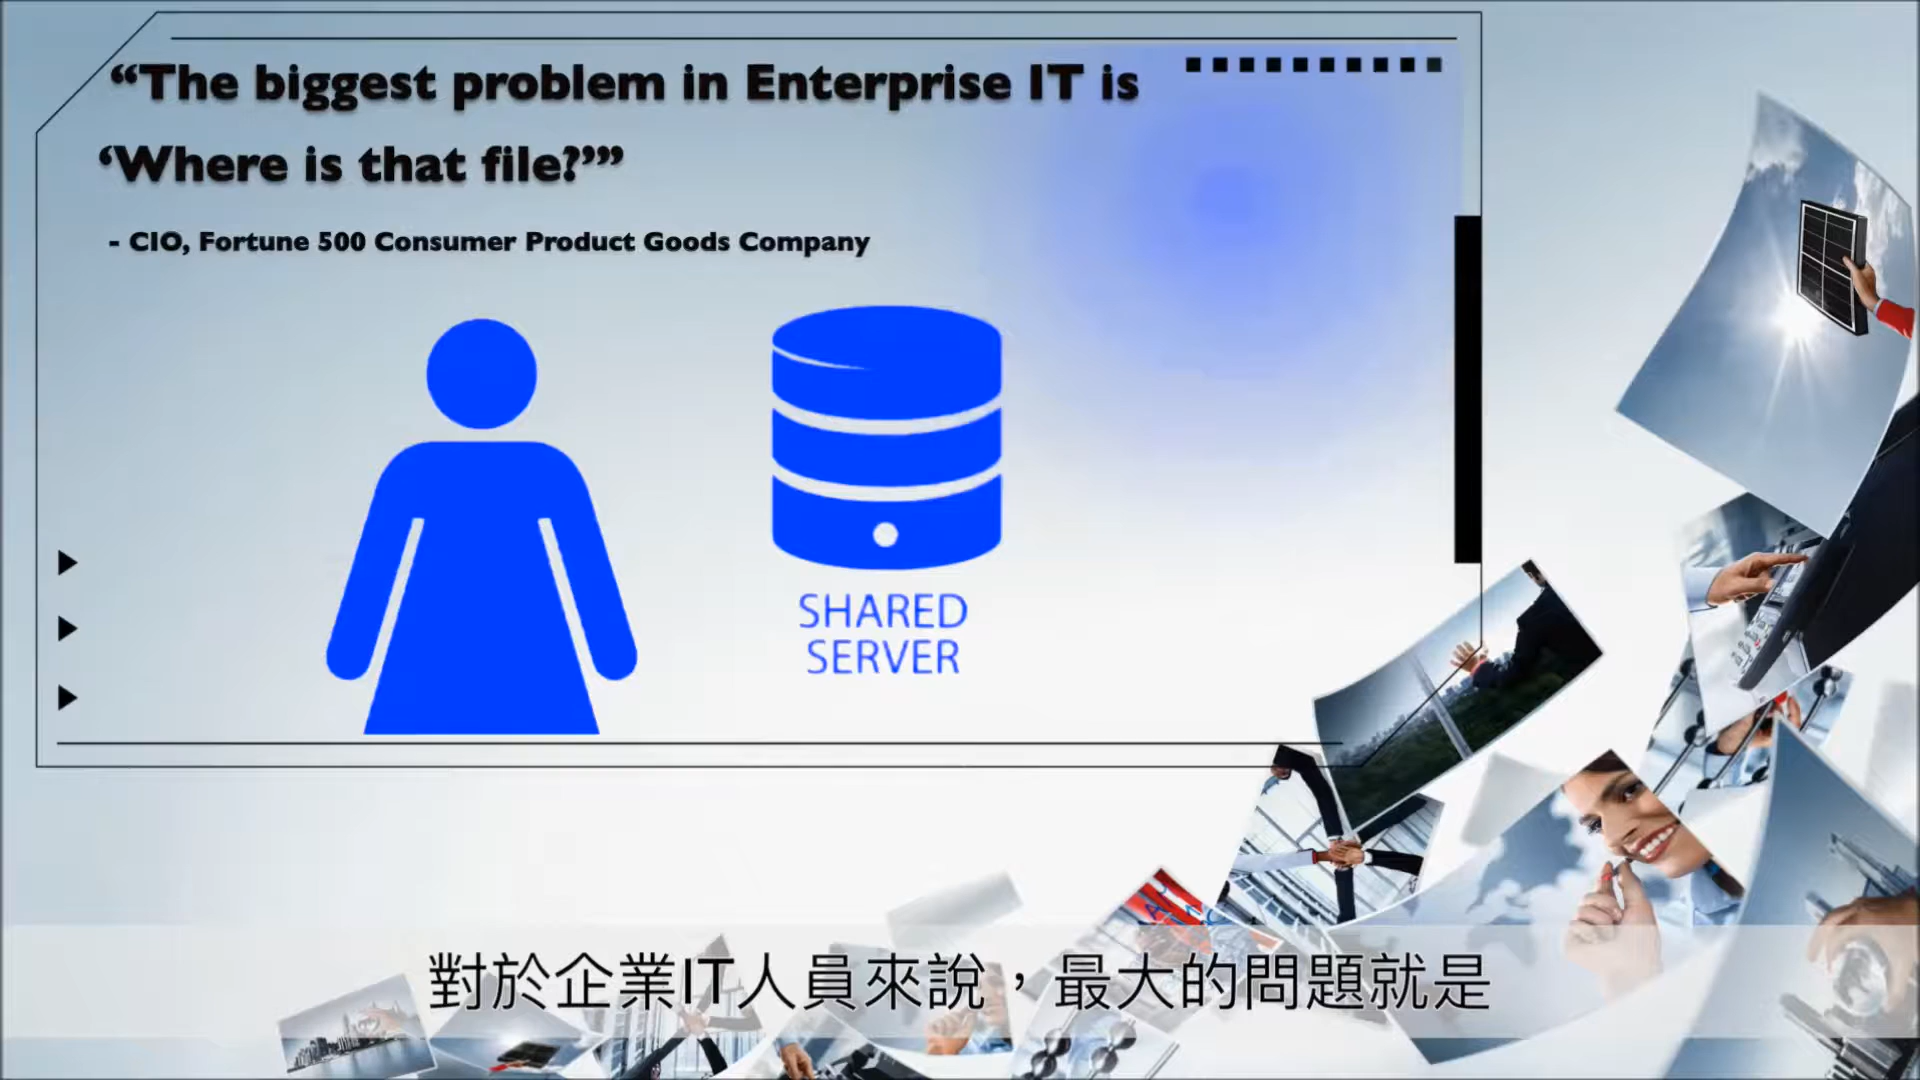 “The biggest problem in Enterprise IT is
‘Where is that file?’”
- CIO, Fortune 500 Consumer Product Goods Company
SHARED
SERVER
對於企業IT人員來說，最大的問題就是